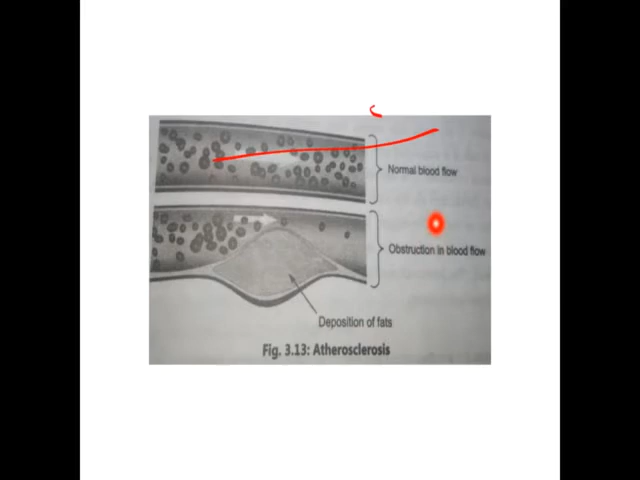 Normal blood flow
Obstruction in blood flow
Deposition of fats
Fig. 3.13: Atherosclerosis